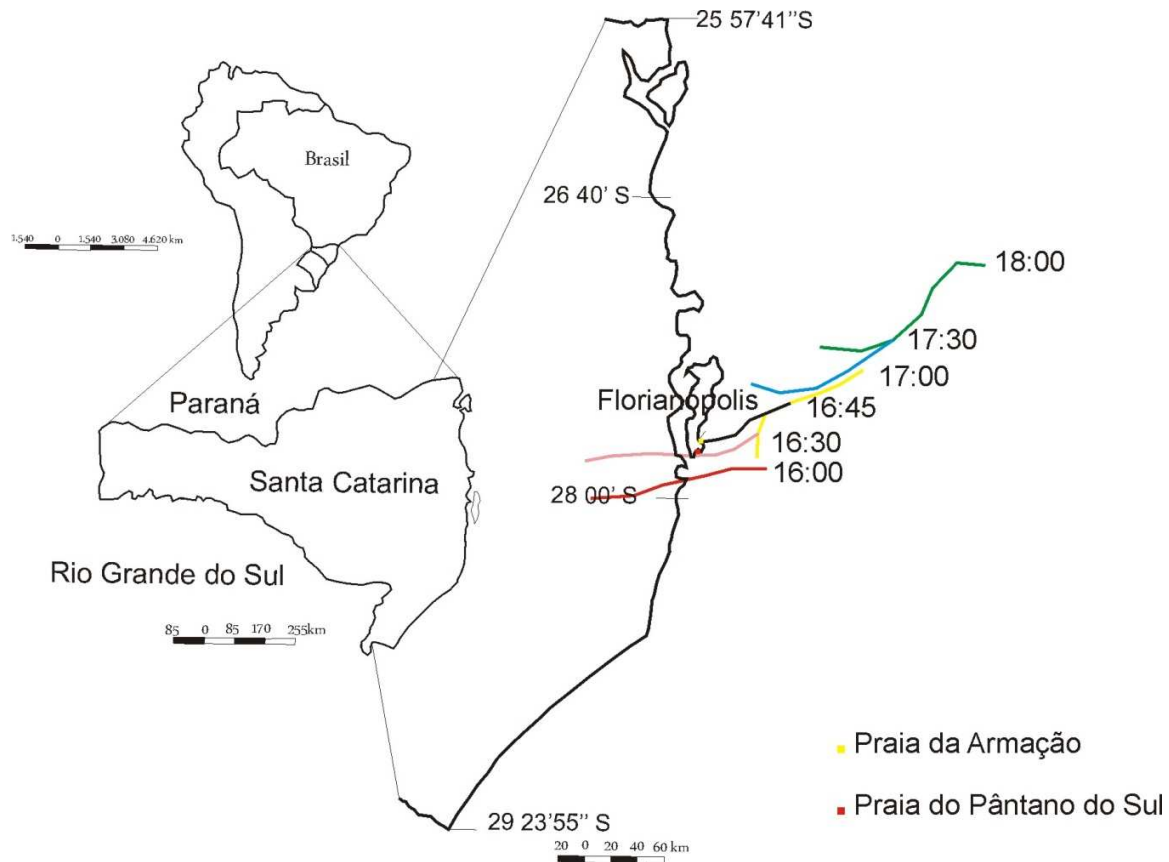 25 57'41''S
Brasil
26 40' S
1.540 0 1.540 3.080 4.620 km
18:00
17:30
17:00
Paraná
Florianópolis
16:45
16:30
Santa Catarina
16:00
28 00' S
Rio Grande do Sul
85 0 85 170 255km
Praia da Armação
Praia do Pântano do Sul
29 23'55'' S
20 0 20 40 60 km